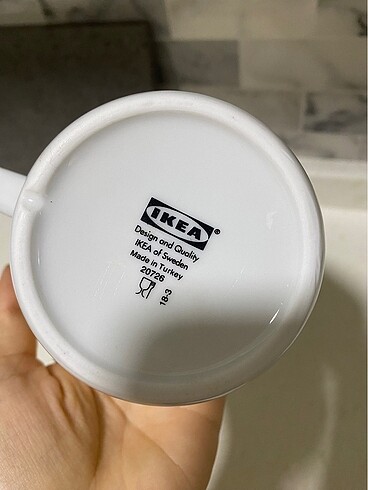 IKEA®
Design and Quality
IKEA of Sweden
Made in Turkey
20726
18-3